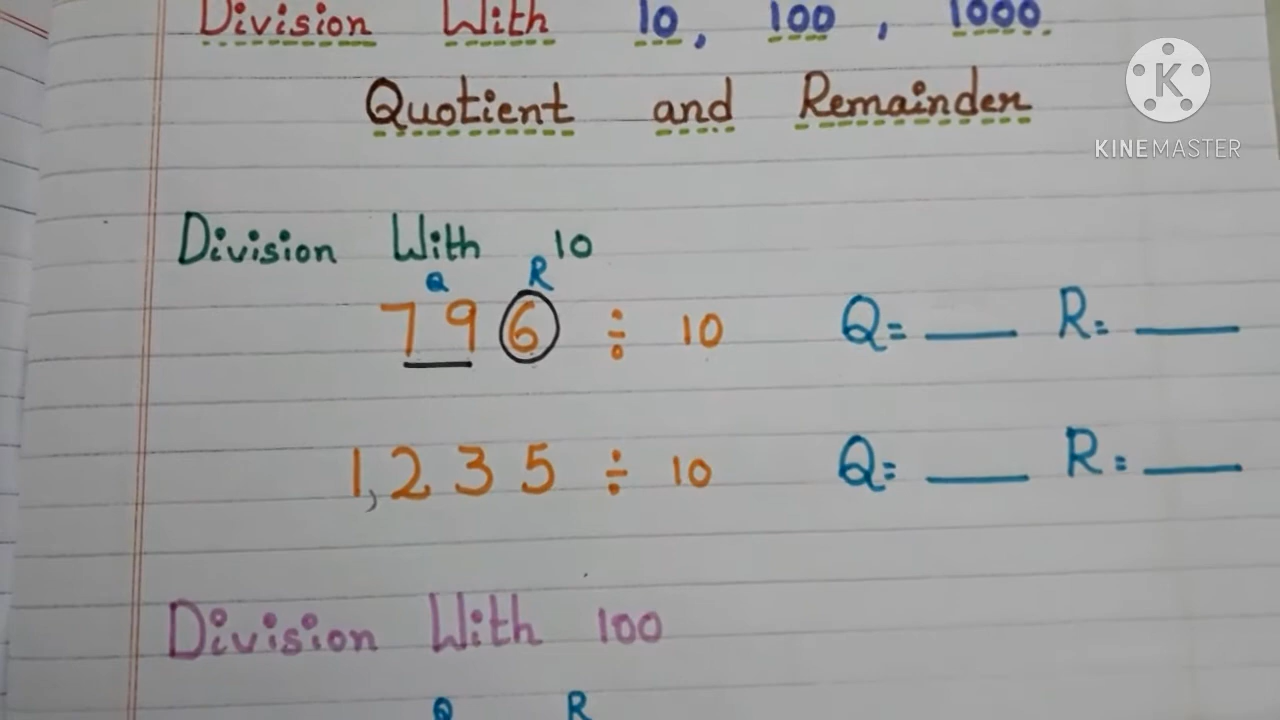 Division With 10, 100, 1000
Quotient and Remainder
K
KINEMASTER
Division With 10
Q R
796 ÷ 10 Q= ___ R= ___
1,235 ÷ 10 Q= ___ R= ___
Division With 100
Q R